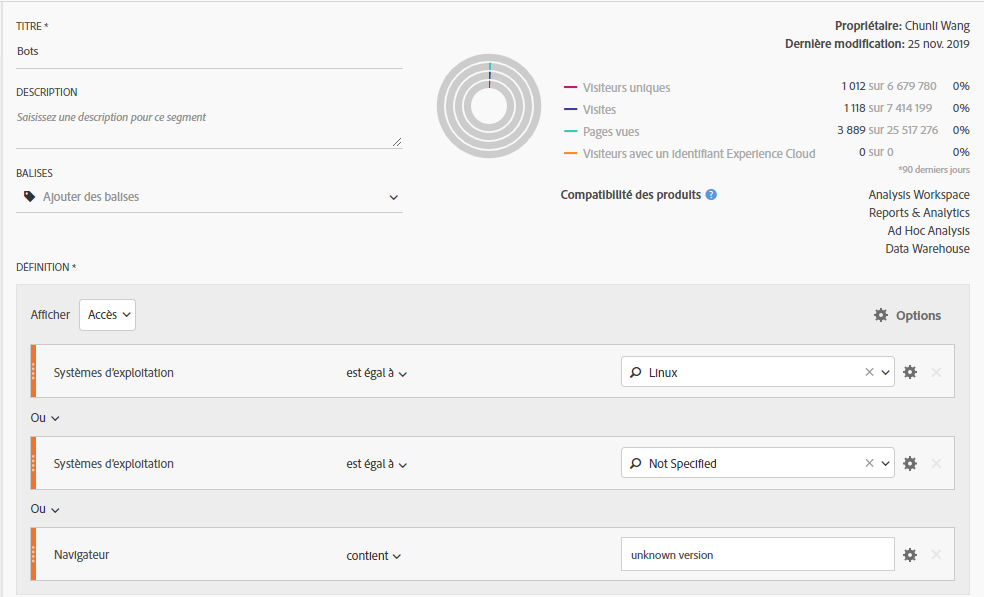 TITRE *
Bots
DESCRIPTION
Saisissez une description pour ce segment
BALISES
Ajouter des balises
Propriétaire: Chunli Wang
Dernière modification: 25 nov. 2019
Visiteurs uniques 1 012 sur 6 679 780 0%
Visites 1 118 sur 7 414 199 0%
Pages vues 3 889 sur 25 517 276 0%
Visiteurs avec un identifiant Experience Cloud 0 sur 0 0%
*90 derniers jours
Compatibilité des produits ? Analysis Workspace
Reports & Analytics
Ad Hoc Analysis
Data Warehouse
DÉFINITION *
Afficher Accès Options
Systèmes d'exploitation est égal à Linux
Ou
Systèmes d'exploitation est égal à Not Specified
Ou
Navigateur contient unknown version